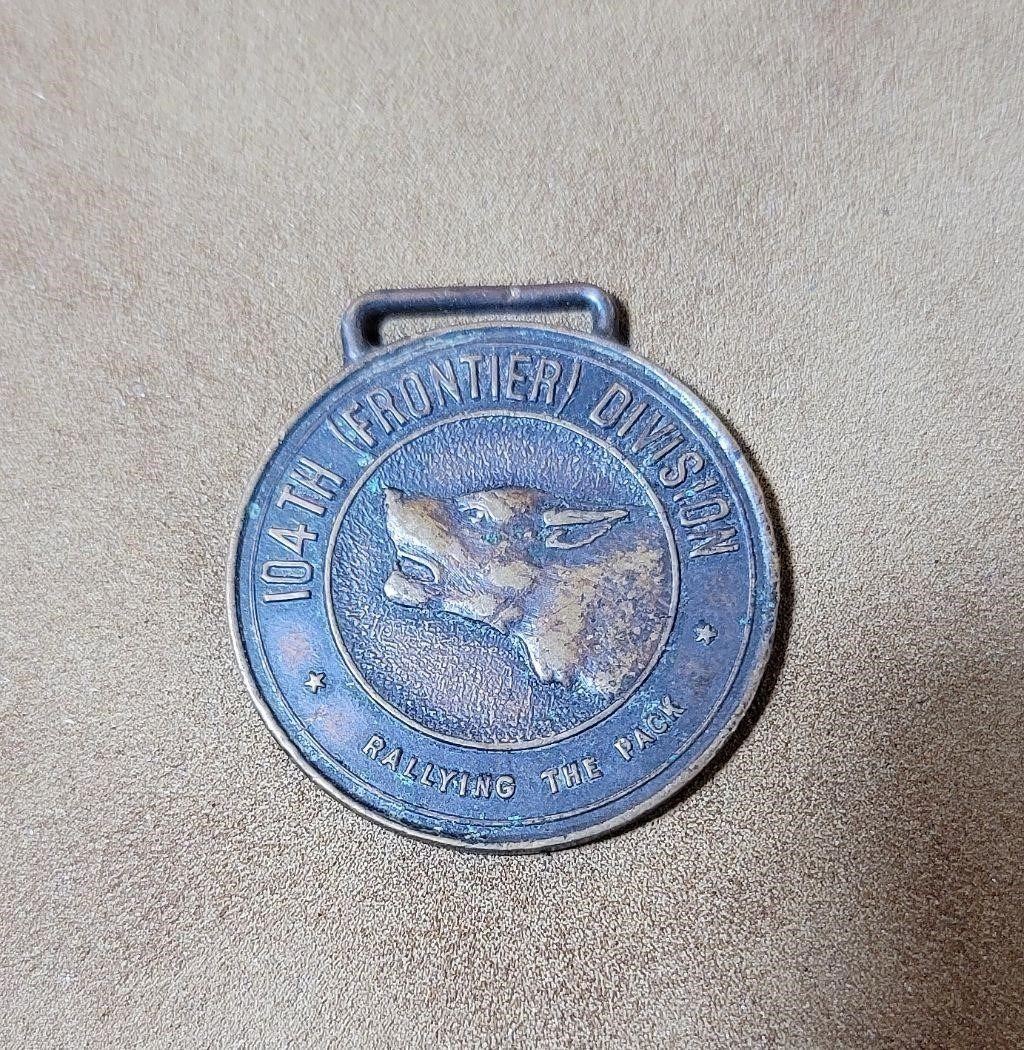 104TH (FRONTIER) DIVISION
RALLYING THE PACK